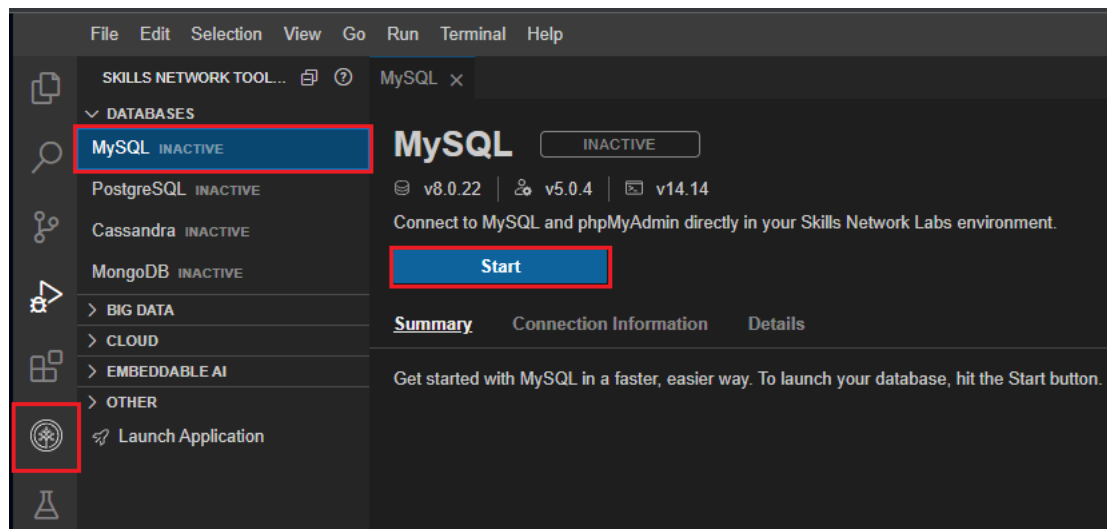 File Edit Selection View Go Run Terminal Help
SKILLS NETWORK TOOL...
DATABASES
MySQL INACTIVE
PostgreSQL INACTIVE
Cassandra INACTIVE
MongoDB INACTIVE
BIG DATA
CLOUD
EMBEDDABLE AI
OTHER
Launch Application
MySQL
MySQL INACTIVE
v8.0.22 v5.0.4 v14.14
Connect to MySQL and phpMyAdmin directly in your Skills Network Labs environment.
Start
Summary Connection Information Details
Get started with MySQL in a faster, easier way. To launch your database, hit the Start button.